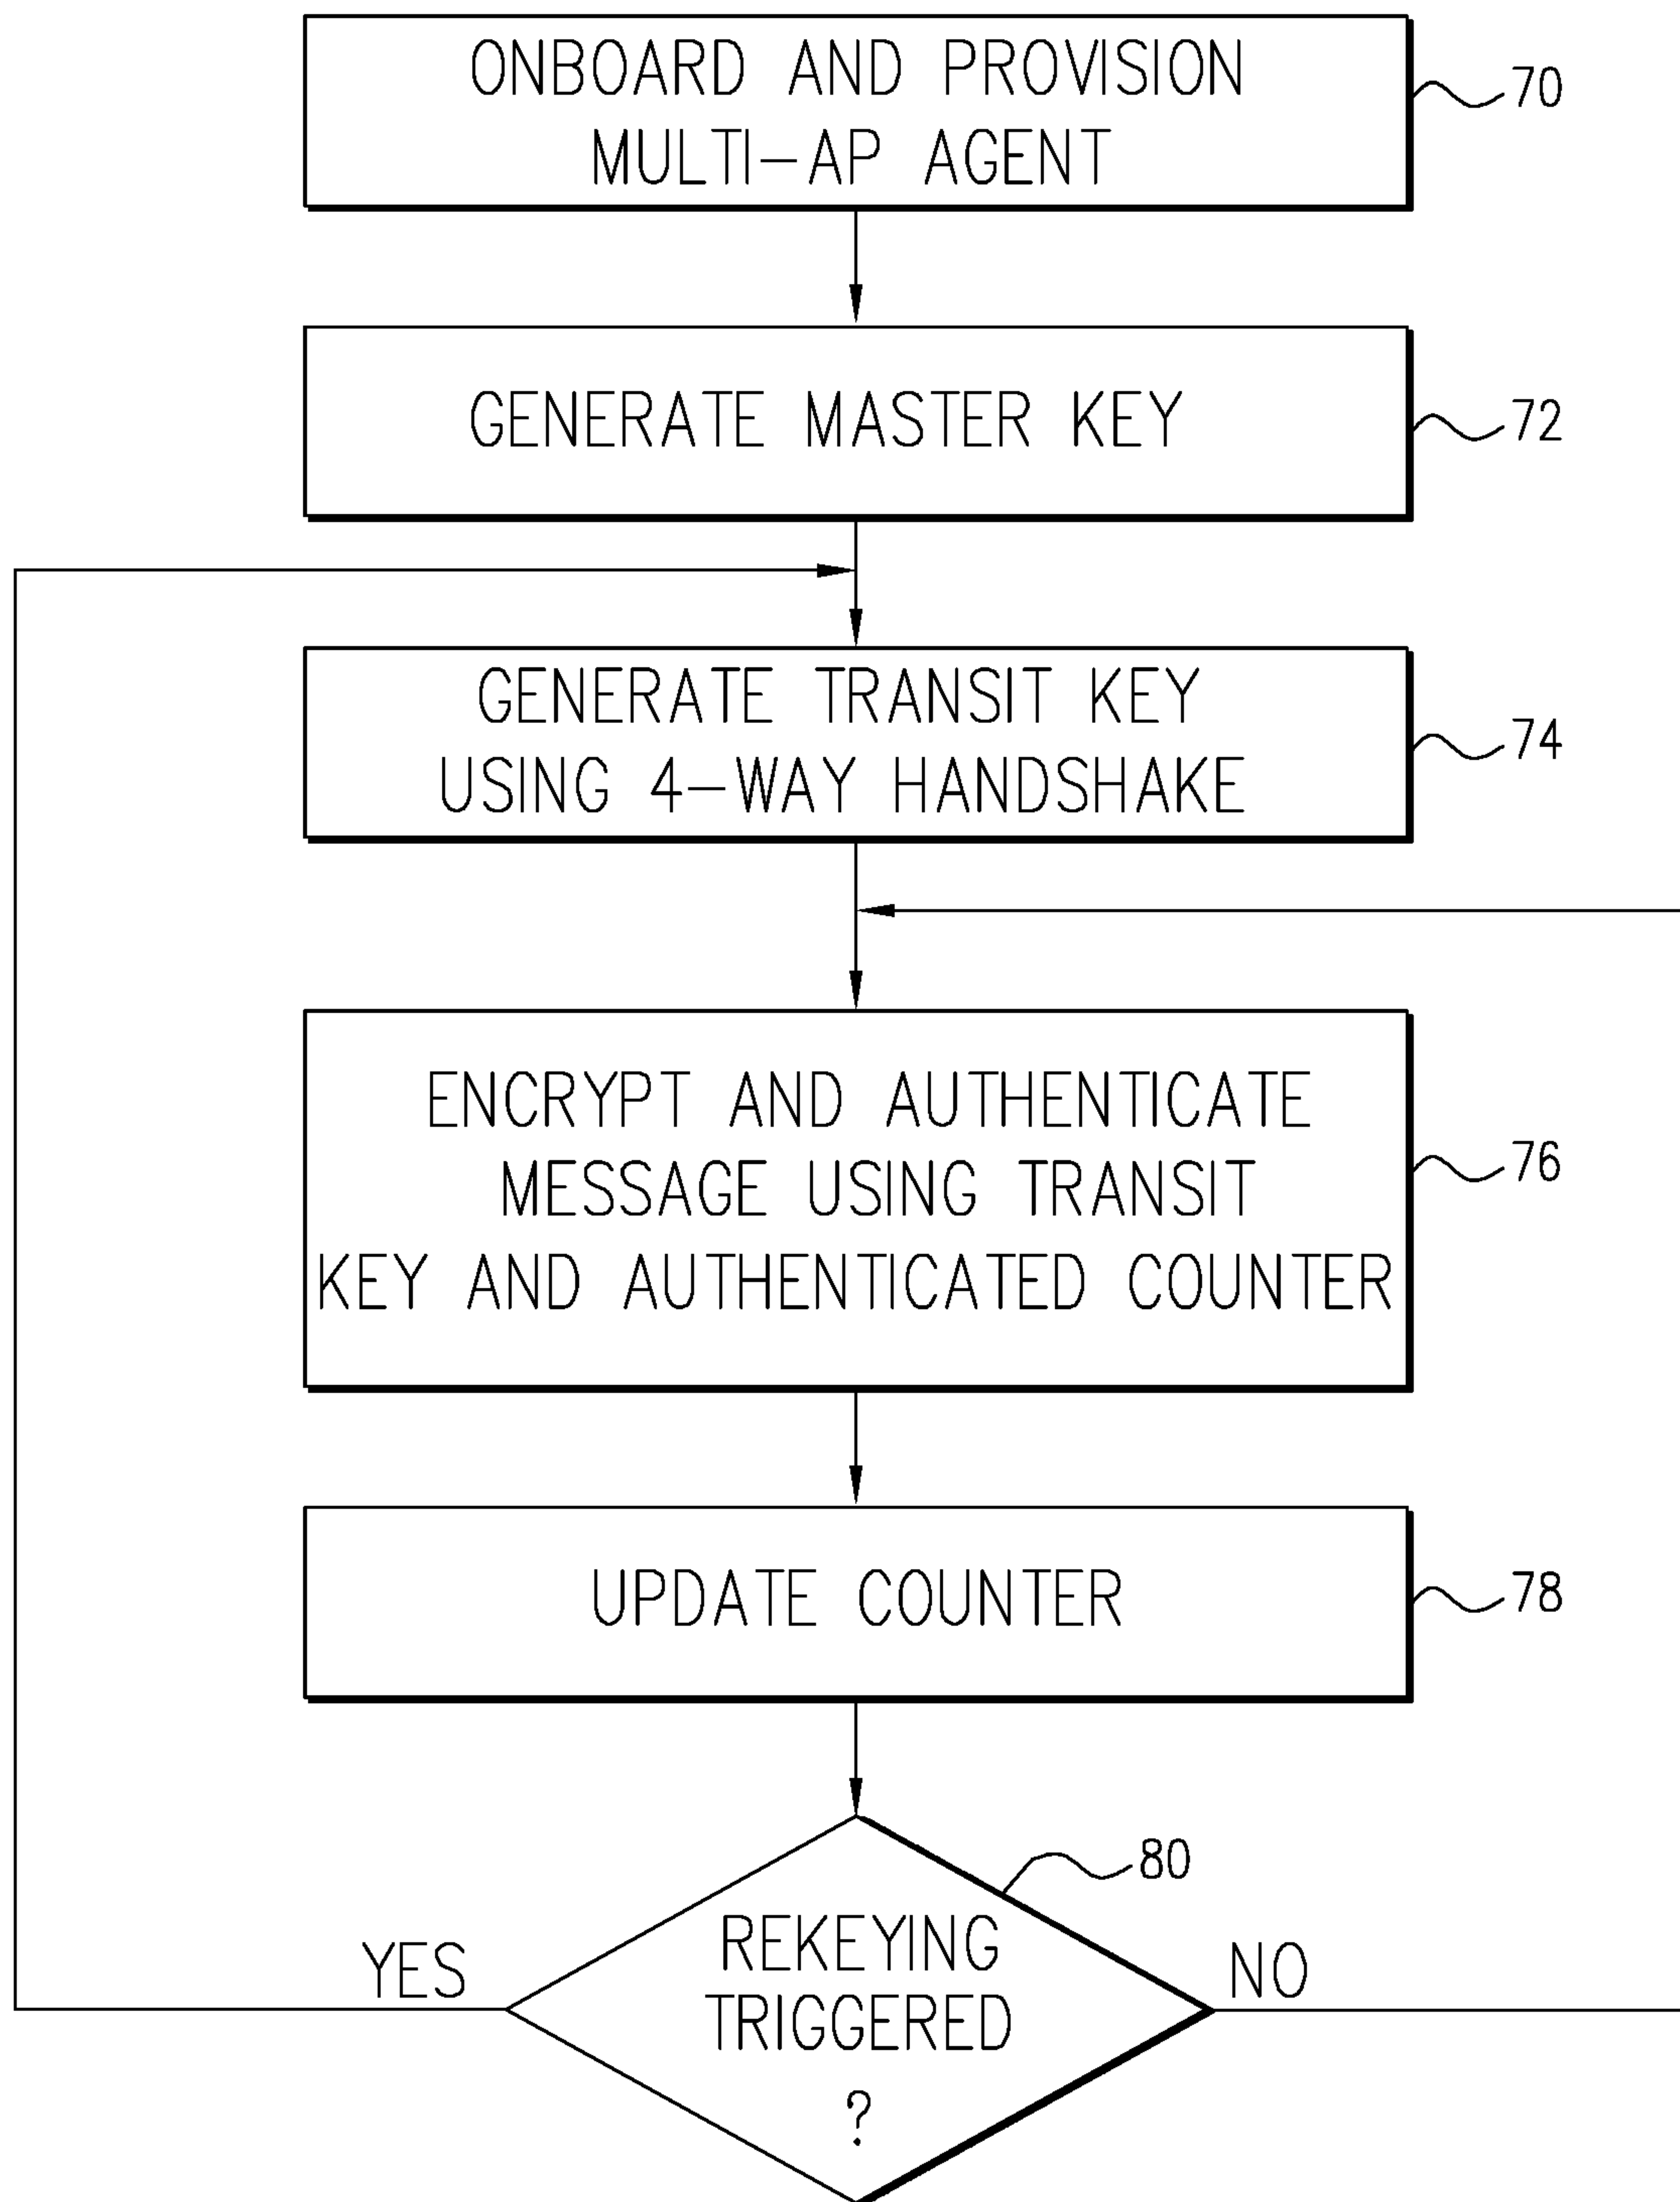 ONBOARD AND PROVISION
MULTI-AP AGENT
70
GENERATE MASTER KEY
72
GENERATE TRANSIT KEY
USING 4-WAY HANDSHAKE
74
ENCRYPT AND AUTHENTICATE
MESSAGE USING TRANSIT
KEY AND AUTHENTICATED COUNTER
76
UPDATE COUNTER
78
80
YES
REKEYING
TRIGGERED
?
NO